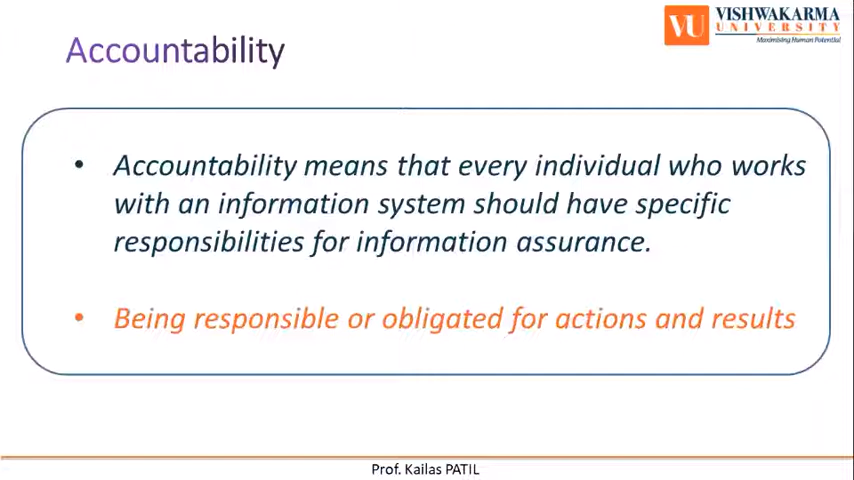 Accountability
VU
VISHWAKARMA
UNIVERSITY
Maximising Human Potential
• Accountability means that every individual who works
with an information system should have specific
responsibilities for information assurance.
• Being responsible or obligated for actions and results
Prof. Kailas PATIL